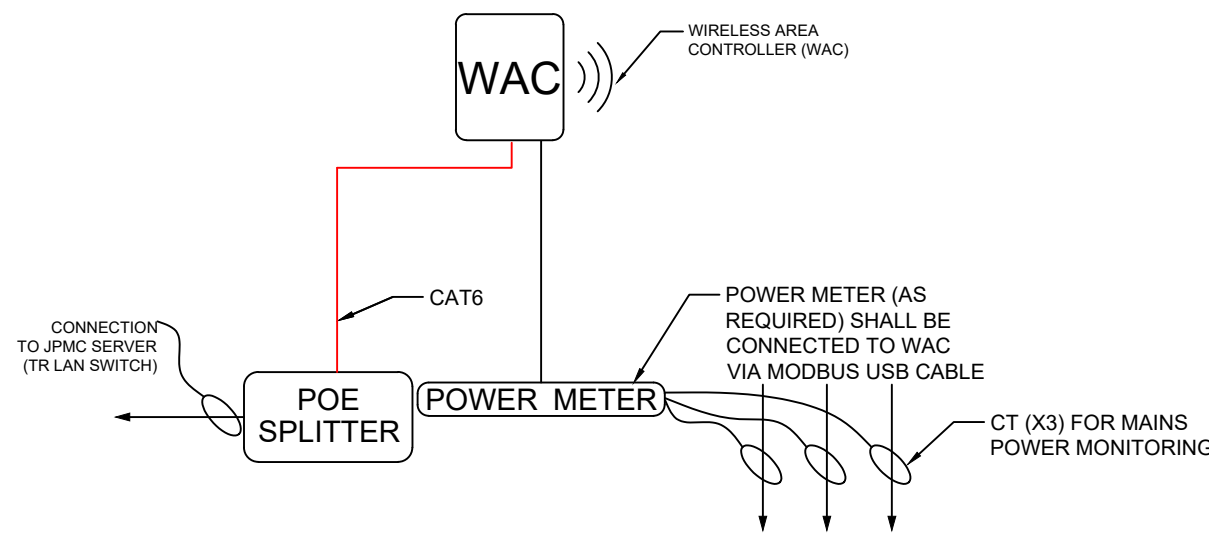 WIRELESS AREA
CONTROLLER (WAC)
WAC
CAT6
POWER METER (AS
REQUIRED) SHALL BE
CONNECTED TO WAC
VIA MODBUS USB CABLE
CONNECTION
TO JPMC SERVER
(TR LAN SWITCH)
POE
SPLITTER
POWER METER
CT (X3) FOR MAINS
POWER MONITORING